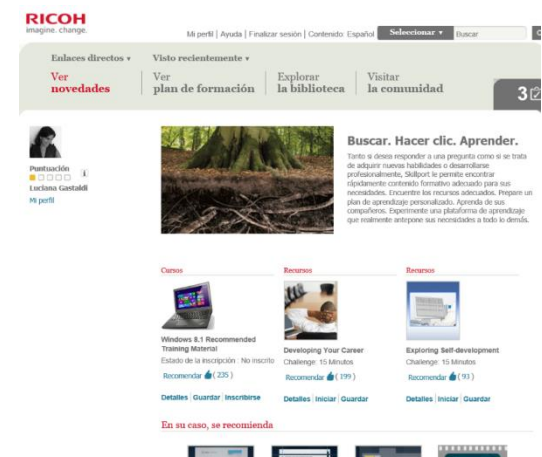 RICOH
imagine. change.
Mi perfil | Ayuda | Finalizar sesión | Contenido: Español Seleccionar ▾ Buscar
Enlaces directos ▾ Visto recientemente ▾
Ver novedades
Ver plan de formación
Explorar la biblioteca
Visitar la comunidad
3
Puntuación
i
Luciana Gastaldi
Mi perfil
Buscar. Hacer clic. Aprender.
Tanto si desea responder a una pregunta como si se trata
de adquirir nuevas habilidades o desarrollarse
profesionalmente, Skillport le permite encontrar
rápidamente contenido formativo adecuado para sus
necesidades. Encuentre los recursos adecuados. Prepare un
plan de aprendizaje personalizado. Aprenda de sus
compañeros. Experimente una plataforma de aprendizaje
que realmente antepone sus necesidades a todo lo demás.
Cursos
Windows 8.1 Recommended
Training Material
Estado de la inscripción : No inscrito
Recomendar ( 235 )
Detalles | Guardar | Inscribirse
Recursos
Developing Your Career
Challenge: 15 Minutos
Recomendar ( 199 )
Detalles | Iniciar | Guardar
Recursos
Exploring Self-development
Challenge: 15 Minutos
Recomendar ( 93 )
Detalles | Iniciar | Guardar
En su caso, se recomienda